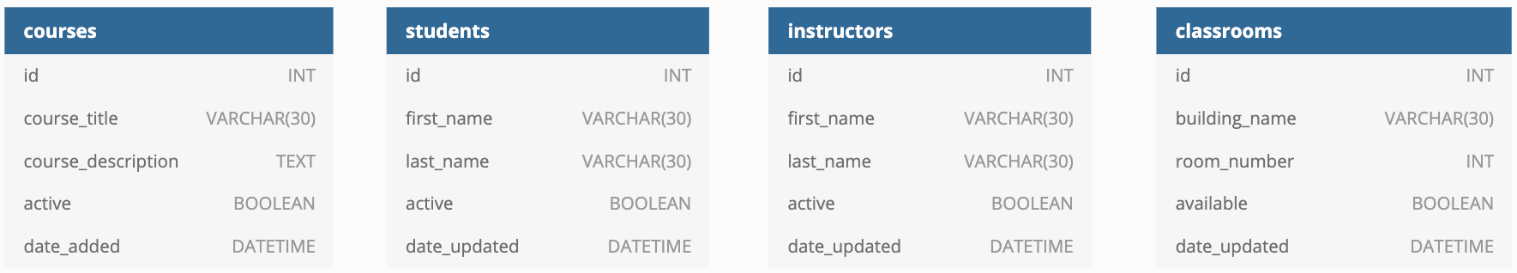 courses
id INT
course_title VARCHAR(30)
course_description TEXT
active BOOLEAN
date_added DATETIME
students
id INT
first_name VARCHAR(30)
last_name VARCHAR(30)
active BOOLEAN
date_updated DATETIME
instructors
id INT
first_name VARCHAR(30)
last_name VARCHAR(30)
active BOOLEAN
date_updated DATETIME
classrooms
id INT
building_name VARCHAR(30)
room_number INT
available BOOLEAN
date_updated DATETIME